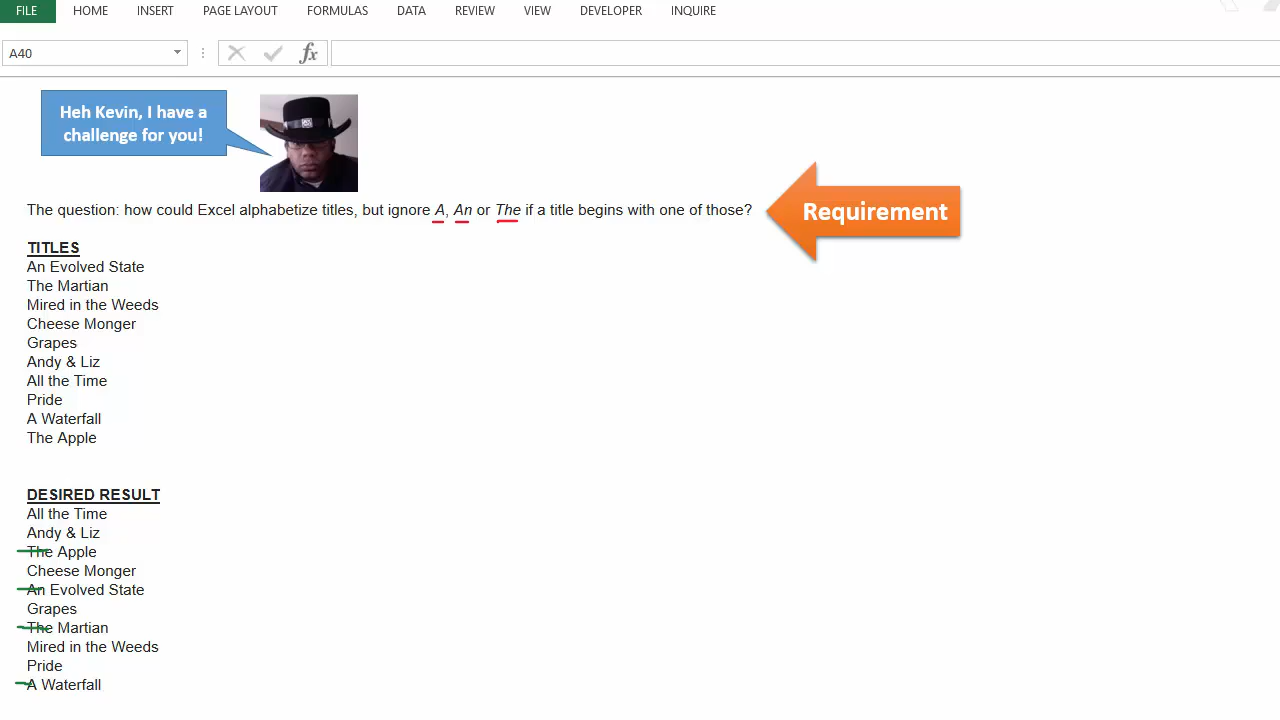 FILE HOME INSERT PAGE LAYOUT FORMULAS DATA REVIEW VIEW DEVELOPER INQUIRE
A40 fx
Heh Kevin, I have a
challenge for you!
The question: how could Excel alphabetize titles, but ignore A, An or The if a title begins with one of those?
Requirement
TITLES
An Evolved State
The Martian
Mired in the Weeds
Cheese Monger
Grapes
Andy & Liz
All the Time
Pride
A Waterfall
The Apple
DESIRED RESULT
All the Time
Andy & Liz
The Apple
Cheese Monger
An Evolved State
Grapes
The Martian
Mired in the Weeds
Pride
A Waterfall